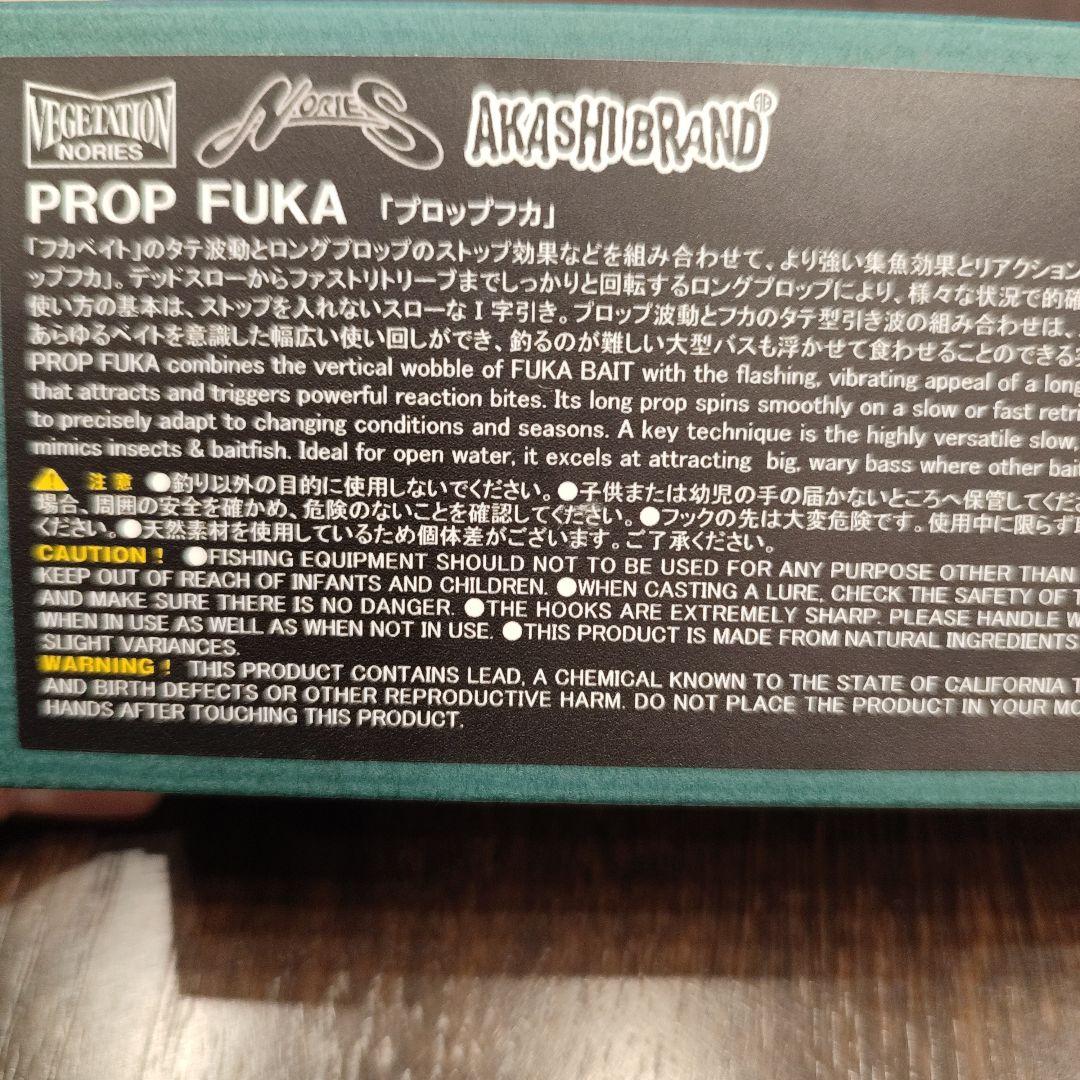 VEGETATION
NORIES
NORIES
AKASHI BRAND
PROP FUKA 「プロップフカ」
「フカベイト」のタテ波動とロングプロップのストップ効果などを組み合わせて、より強い集魚効果とリアクション
ップフカ」。デッドスローからファストリトリーブまでしっかりと回転するロングプロップにより、様々な状況で的確
使い方の基本は、ストップを入れないスローなI字引き。プロップ波動とフカのタテ型引き波の組み合わせは、
あらゆるベイトを意識した幅広い使い回しができ、釣るのが難しい大型バスも浮かせて食わせることのできる
PROP FUKA combines the vertical wobble of FUKA BAIT with the flashing, vibrating appeal of a long
that attracts and triggers powerful reaction bites. Its long prop spins smoothly on a slow or fast retri
to precisely adapt to changing conditions and seasons. A key technique is the highly versatile slow,
mimics insects & baitfish. Ideal for open water, it excels at attracting big, wary bass where other bait
注意 ●釣り以外の目的に使用しないでください。●子供または幼児の手の届かないところへ保管してくださ
場合、周囲の安全を確かめ、危険のないことを確認してください。●フックの先は大変危険です。使用中に限らず
ください。●天然素材を使用しているため個体差がございます。ご了承ください。
CAUTION! ●FISHING EQUIPMENT SHOULD NOT TO BE USED FOR ANY PURPOSE OTHER THAN
KEEP OUT OF REACH OF INFANTS AND CHILDREN. ●WHEN CASTING A LURE, CHECK THE SAFETY OF T
AND MAKE SURE THERE IS NO DANGER. ●THE HOOKS ARE EXTREMELY SHARP. PLEASE HANDLE W
WHEN IN USE AS WELL AS WHEN NOT IN USE. ●THIS PRODUCT IS MADE FROM NATURAL INGREDIENTS
SLIGHT VARIANCES.
WARNING! THIS PRODUCT CONTAINS LEAD, A CHEMICAL KNOWN TO THE STATE OF CALIFORNIA T
AND BIRTH DEFECTS OR OTHER REPRODUCTIVE HARM. DO NOT PLACE THE PRODUCT IN YOUR MO
HANDS AFTER TOUCHING THIS PRODUCT.